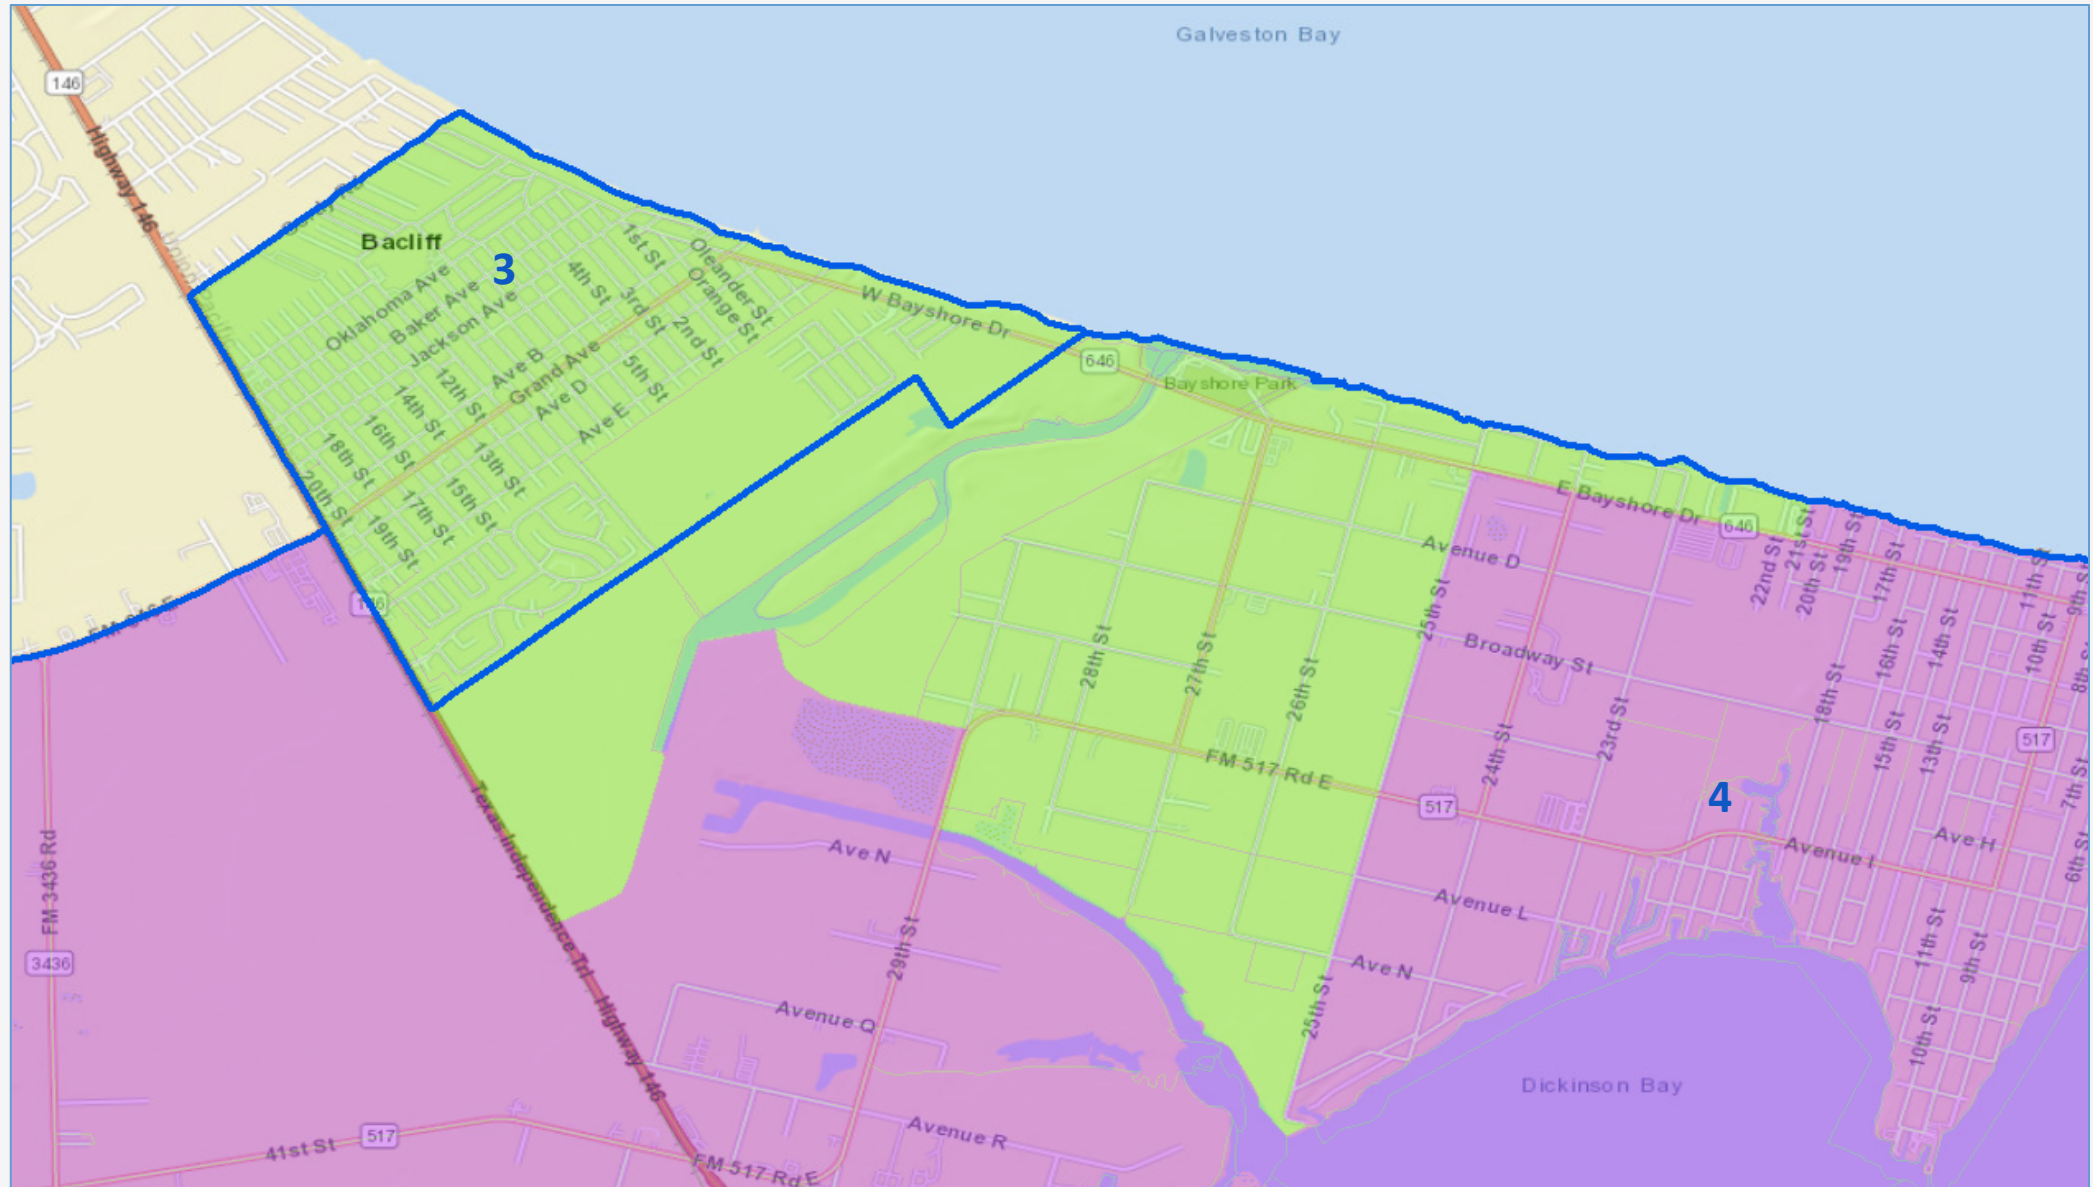 Galveston Bay
146
Highway 146
Bacliff
3
Oklahoma Ave
Baker Ave
Jackson Ave
1st St
Oleander St
Orange St
4th St
3rd St
2nd St
W Bayshore Dr
646
Bayshore Park
Ave B
Grand Ave
Ave D
5th St
Ave E
12th St
14th St
16th St
18th St
20th St
13th St
15th St
17th St
19th St
E Bayshore Dr
646
Avenue D
25th St
22nd St
21st St
20th St
19th St
17th St
11th St
9th St
Broadway St
28th St
27th St
26th St
24th St
23rd St
18th St
16th St
14th St
10th St
15th St
13th St
517
7th St
6th St
FM 517 Rd E
517
4
Avenue I
Ave H
FM 3436 Rd
3436
Texas Independence Trl
Highway 146
Ave N
29th St
Avenue L
Ave N
25th St
11th St
9th St
10th St
Avenue Q
Dickinson Bay
Avenue R
41st St
517
FM 517 Rd E